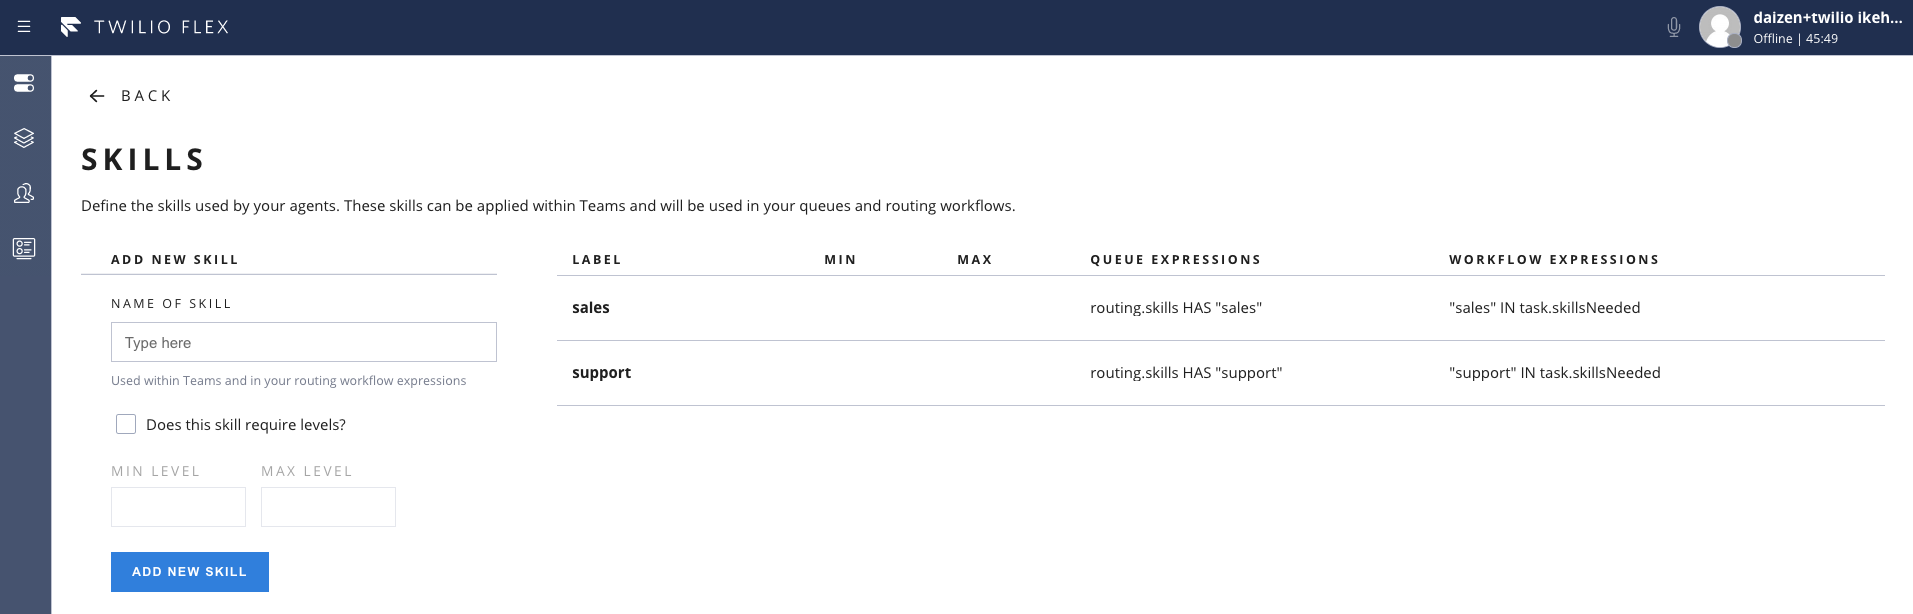 TWILIO FLEX
daizen+twilio ikeh...
Offline | 45:49
BACK
SKILLS
Define the skills used by your agents. These skills can be applied within Teams and will be used in your queues and routing workflows.
ADD NEW SKILL
NAME OF SKILL
Type here
Used within Teams and in your routing workflow expressions
Does this skill require levels?
MIN LEVEL MAX LEVEL
ADD NEW SKILL
LABEL MIN MAX QUEUE EXPRESSIONS WORKFLOW EXPRESSIONS
sales routing.skills HAS "sales" "sales" IN task.skillsNeeded
support routing.skills HAS "support" "support" IN task.skillsNeeded